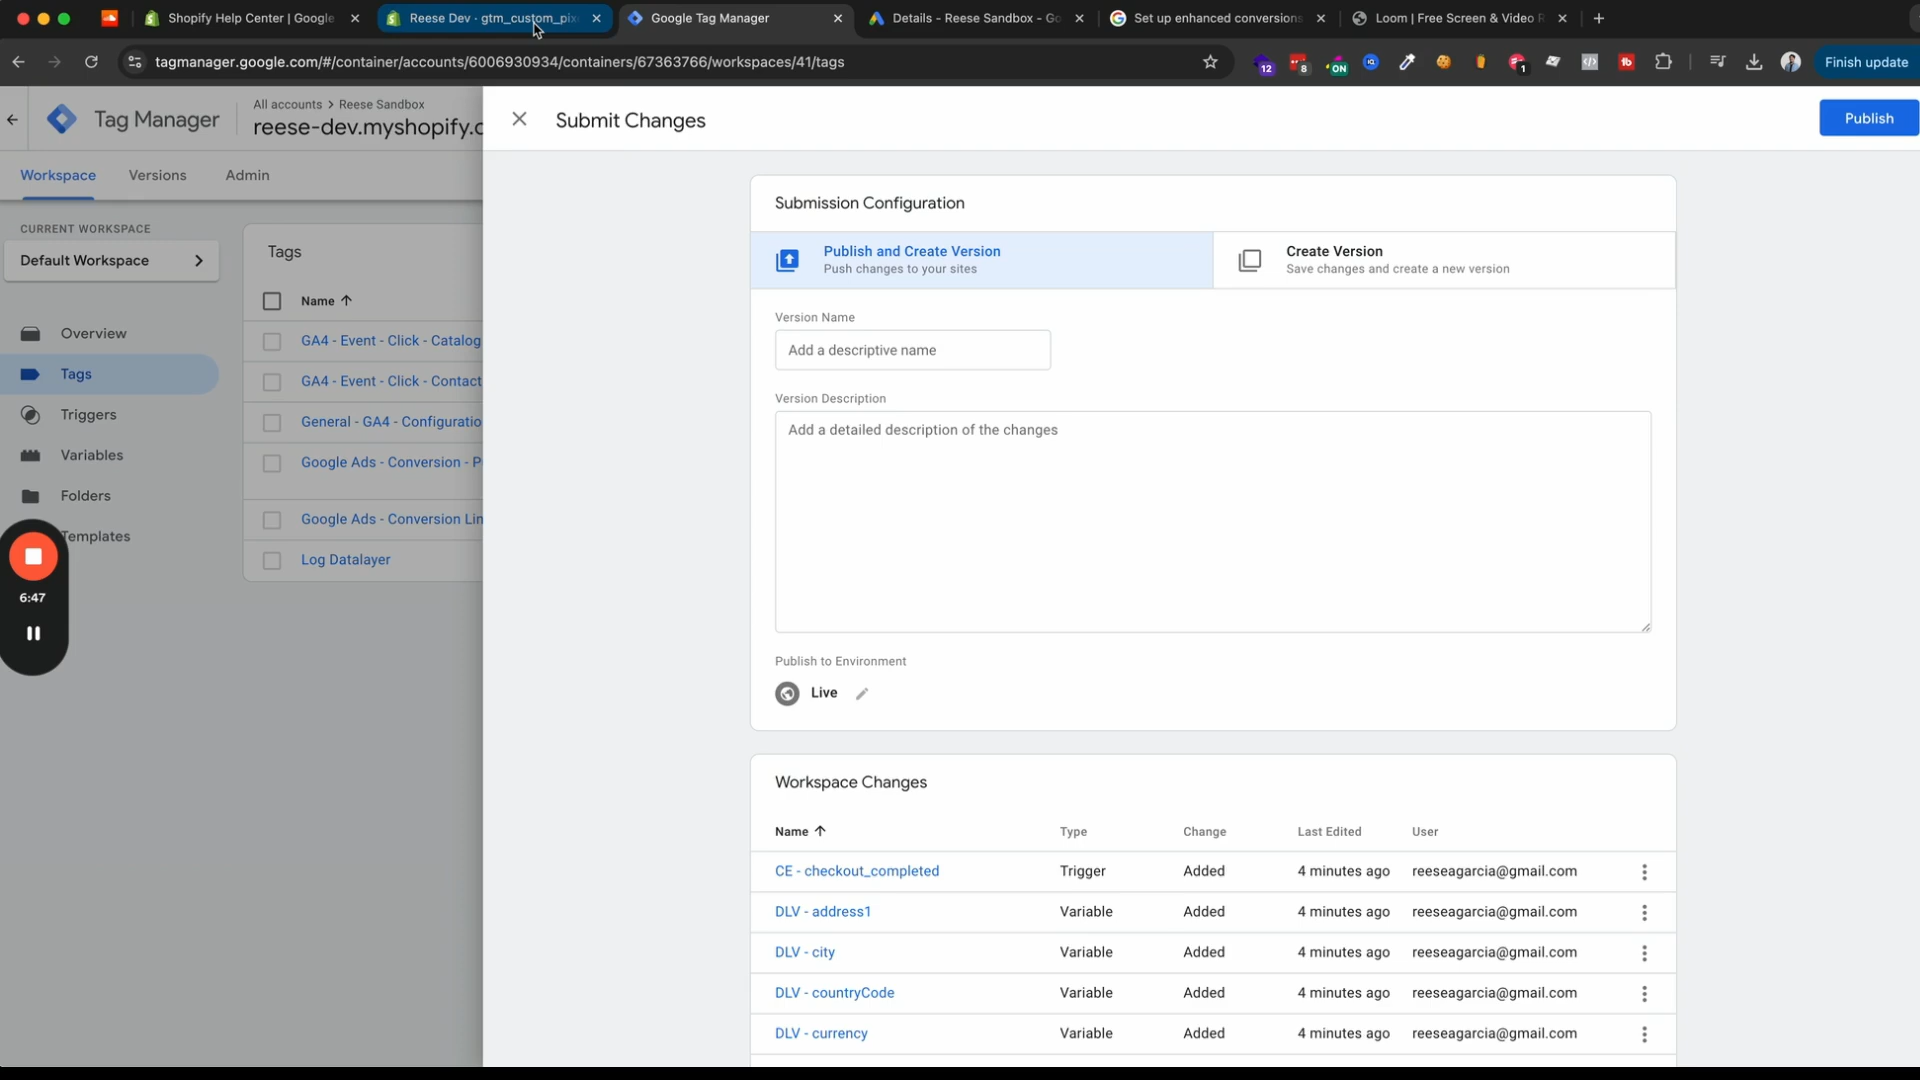 Shopify Help Center | Google
Reese Dev · gtm_custom_pix
Google Tag Manager
Details - Reese Sandbox - Go
Set up enhanced conversions
Loom | Free Screen & Video R
tagmanager.google.com/#/container/accounts/6006930934/containers/67363766/workspaces/41/tags
12
8
ON
1
Finish update
Tag Manager
All accounts > Reese Sandbox
reese-dev.myshopify.c
Submit Changes
Publish
Workspace
Versions
Admin
CURRENT WORKSPACE
Default Workspace
Overview
Tags
Triggers
Variables
Folders
Templates
6:47
Tags
Name
GA4 - Event - Click - Catalog
GA4 - Event - Click - Contact
General - GA4 - Configuratio
Google Ads - Conversion - P
Google Ads - Conversion Lin
Log Datalayer
Submission Configuration
Publish and Create Version
Push changes to your sites
Create Version
Save changes and create a new version
Version Name
Add a descriptive name
Version Description
Add a detailed description of the changes
Publish to Environment
Live
Workspace Changes
Name Type Change Last Edited User
CE - checkout_completed Trigger Added 4 minutes ago reeseagarcia@gmail.com
DLV - address1 Variable Added 4 minutes ago reeseagarcia@gmail.com
DLV - city Variable Added 4 minutes ago reeseagarcia@gmail.com
DLV - countryCode Variable Added 4 minutes ago reeseagarcia@gmail.com
DLV - currency Variable Added 4 minutes ago reeseagarcia@gmail.com